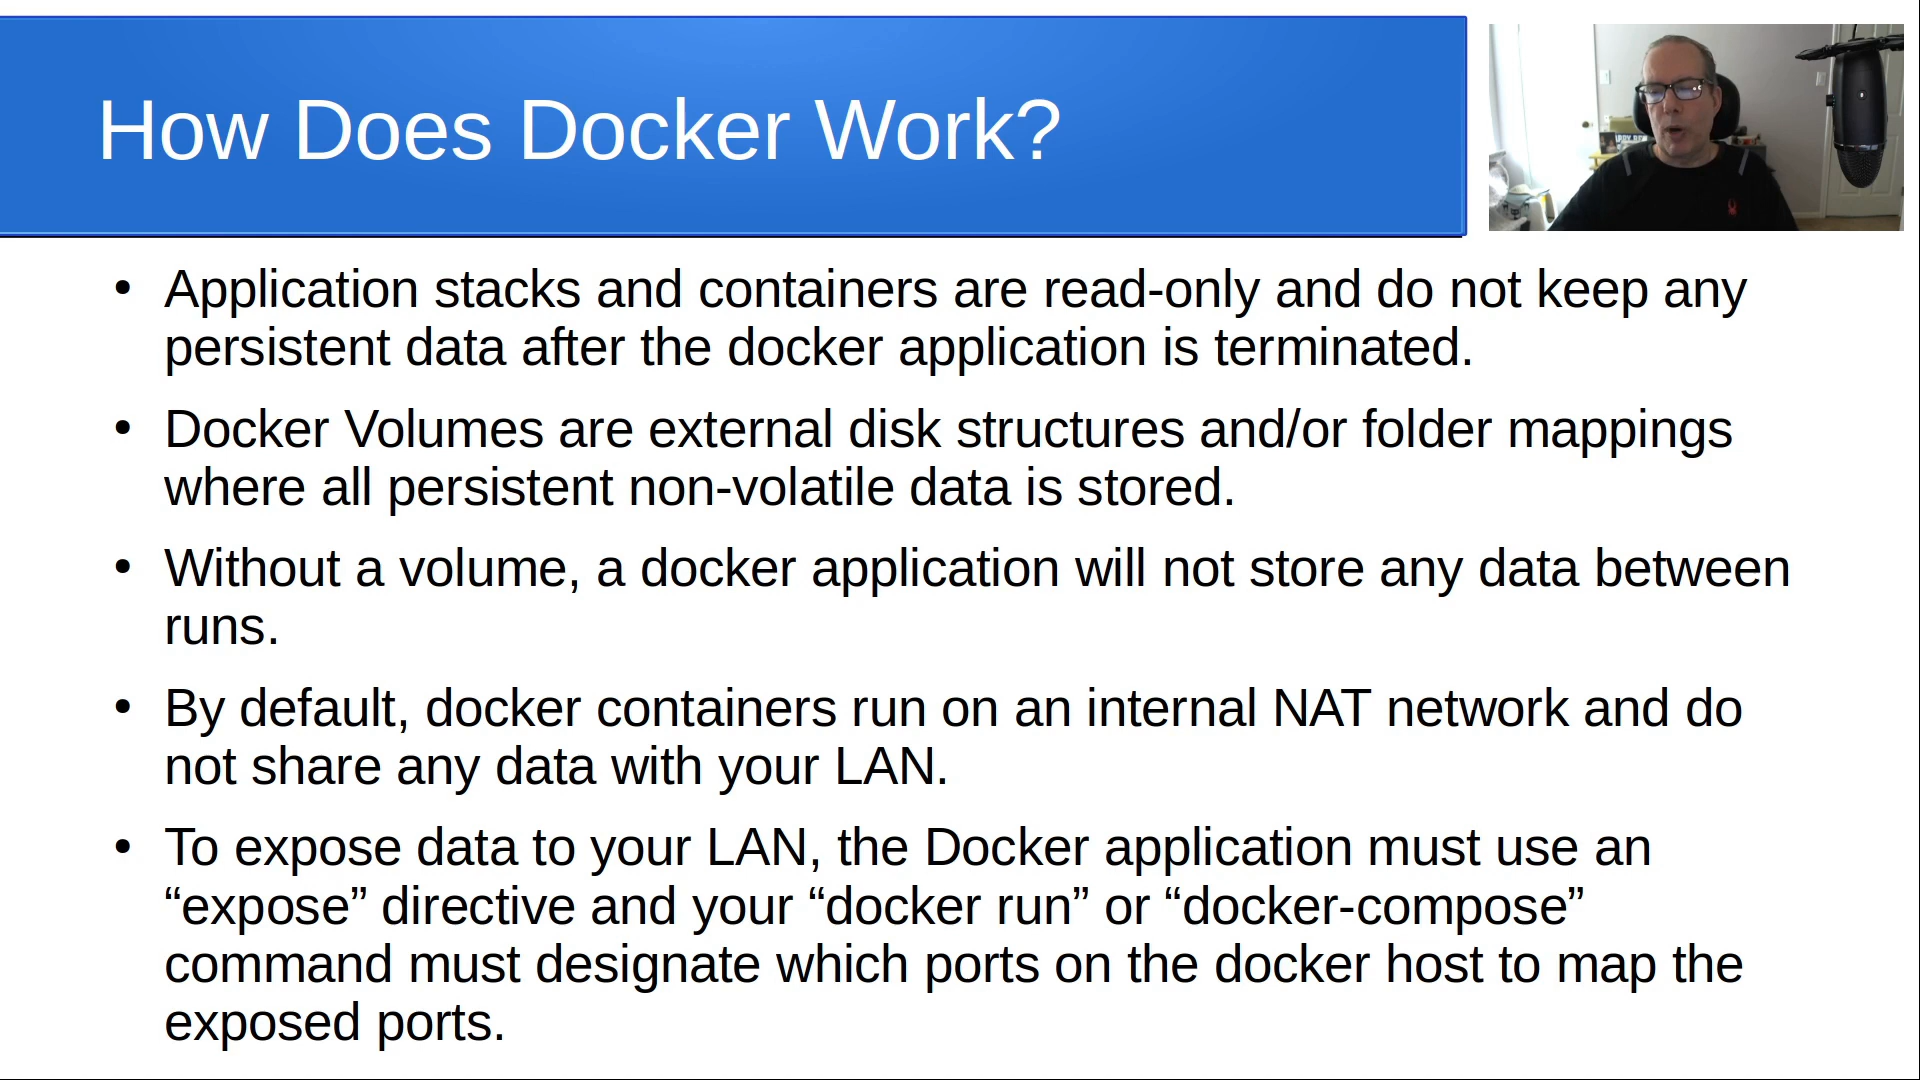 How Does Docker Work?
• Application stacks and containers are read-only and do not keep any
persistent data after the docker application is terminated.
• Docker Volumes are external disk structures and/or folder mappings
where all persistent non-volatile data is stored.
• Without a volume, a docker application will not store any data between
runs.
• By default, docker containers run on an internal NAT network and do
not share any data with your LAN.
• To expose data to your LAN, the Docker application must use an
“expose” directive and your “docker run” or “docker-compose”
command must designate which ports on the docker host to map the
exposed ports.